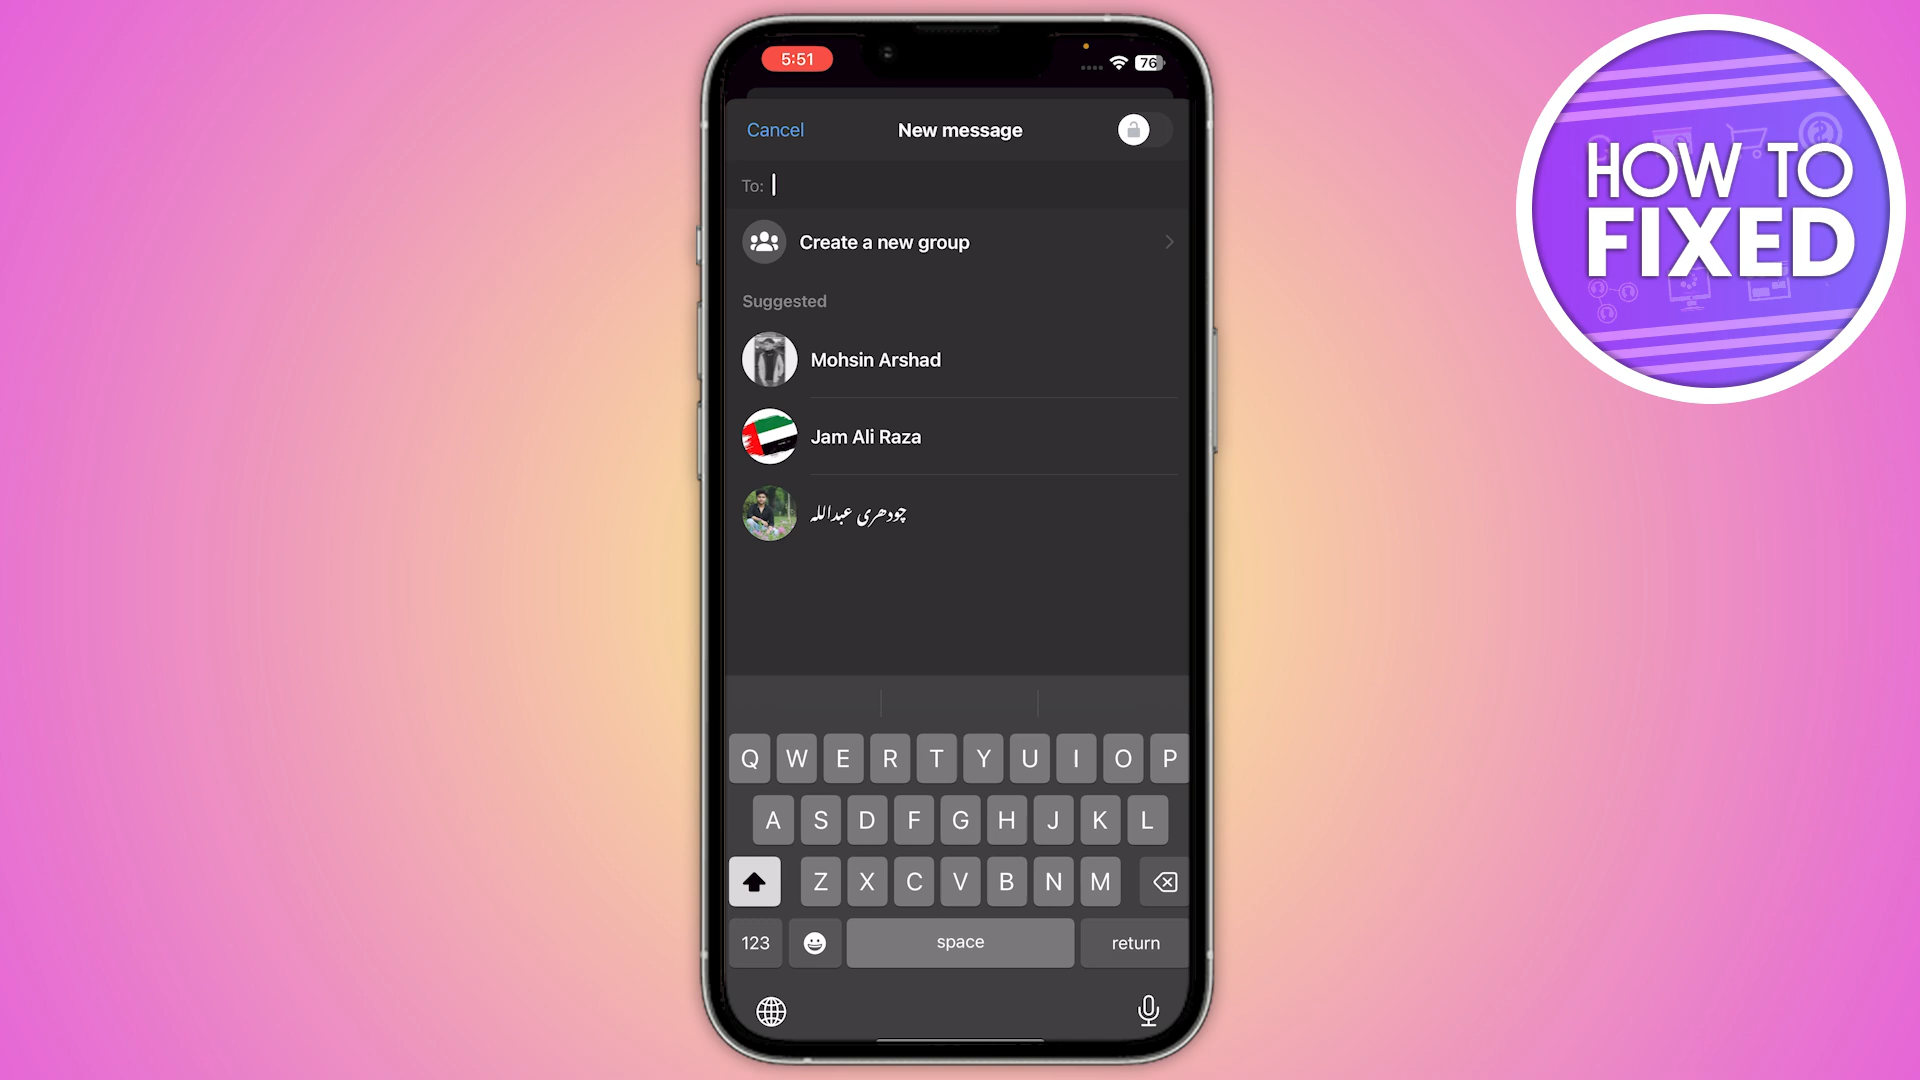 5:51
76
Cancel
New message
To:
Create a new group
Suggested
Mohsin Arshad
Jam Ali Raza
چودھری عبداللہ
Q W E R T Y U I O P
A S D F G H J K L
Z X C V B N M
123
space
return
HOW TO
FIXED